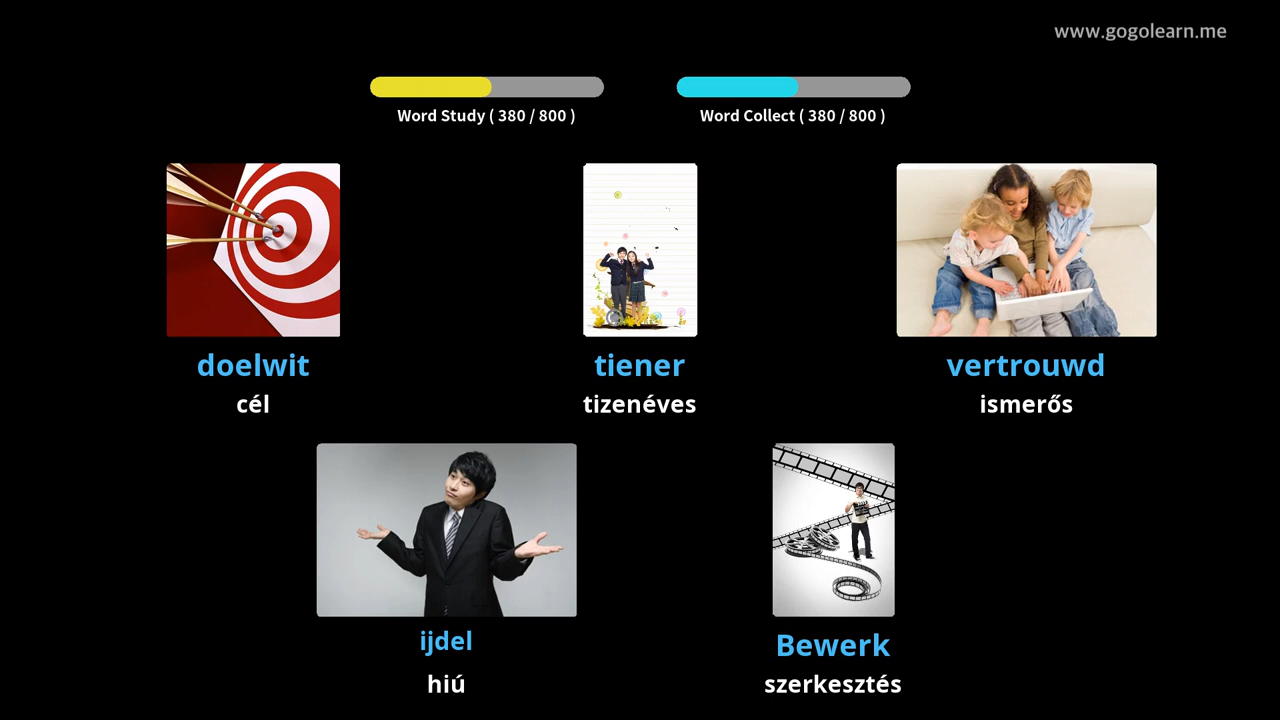 www.gogolearn.me
Word Study ( 380 / 800 )
Word Collect ( 380 / 800 )
doelwit
cél
tiener
tizenéves
vertrouwd
ismerős
ijdel
hiú
Bewerk
szerkesztés